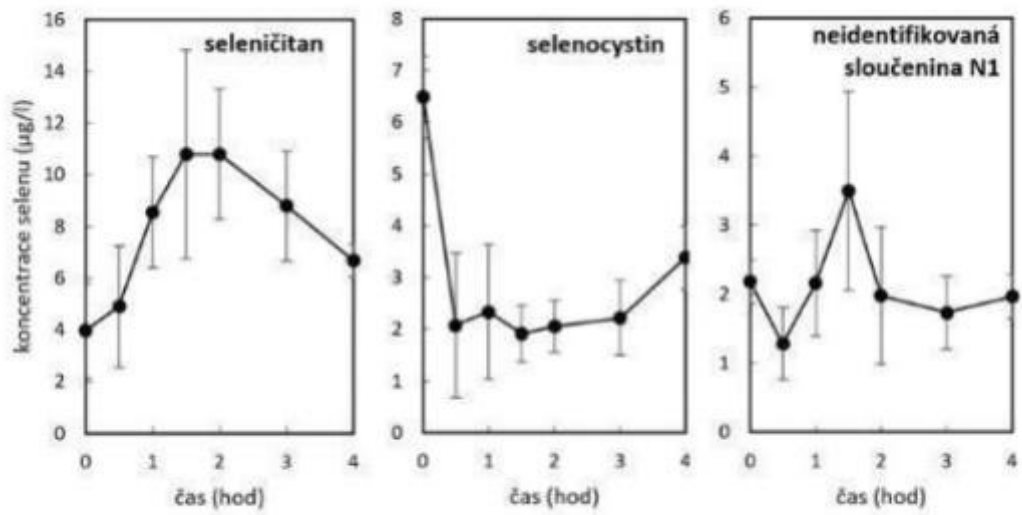 seleničitan
koncentrace selenu (µg/l)
16
14
12
10
8
6
4
2
0
0 1 2 3 4
čas (hod)
selenocystin
8
7
6
5
4
3
2
1
0
0 1 2 3 4
čas (hod)
neidentifikovaná
sloučenina N1
6
5
4
3
2
1
0
0 1 2 3 4
čas (hod)